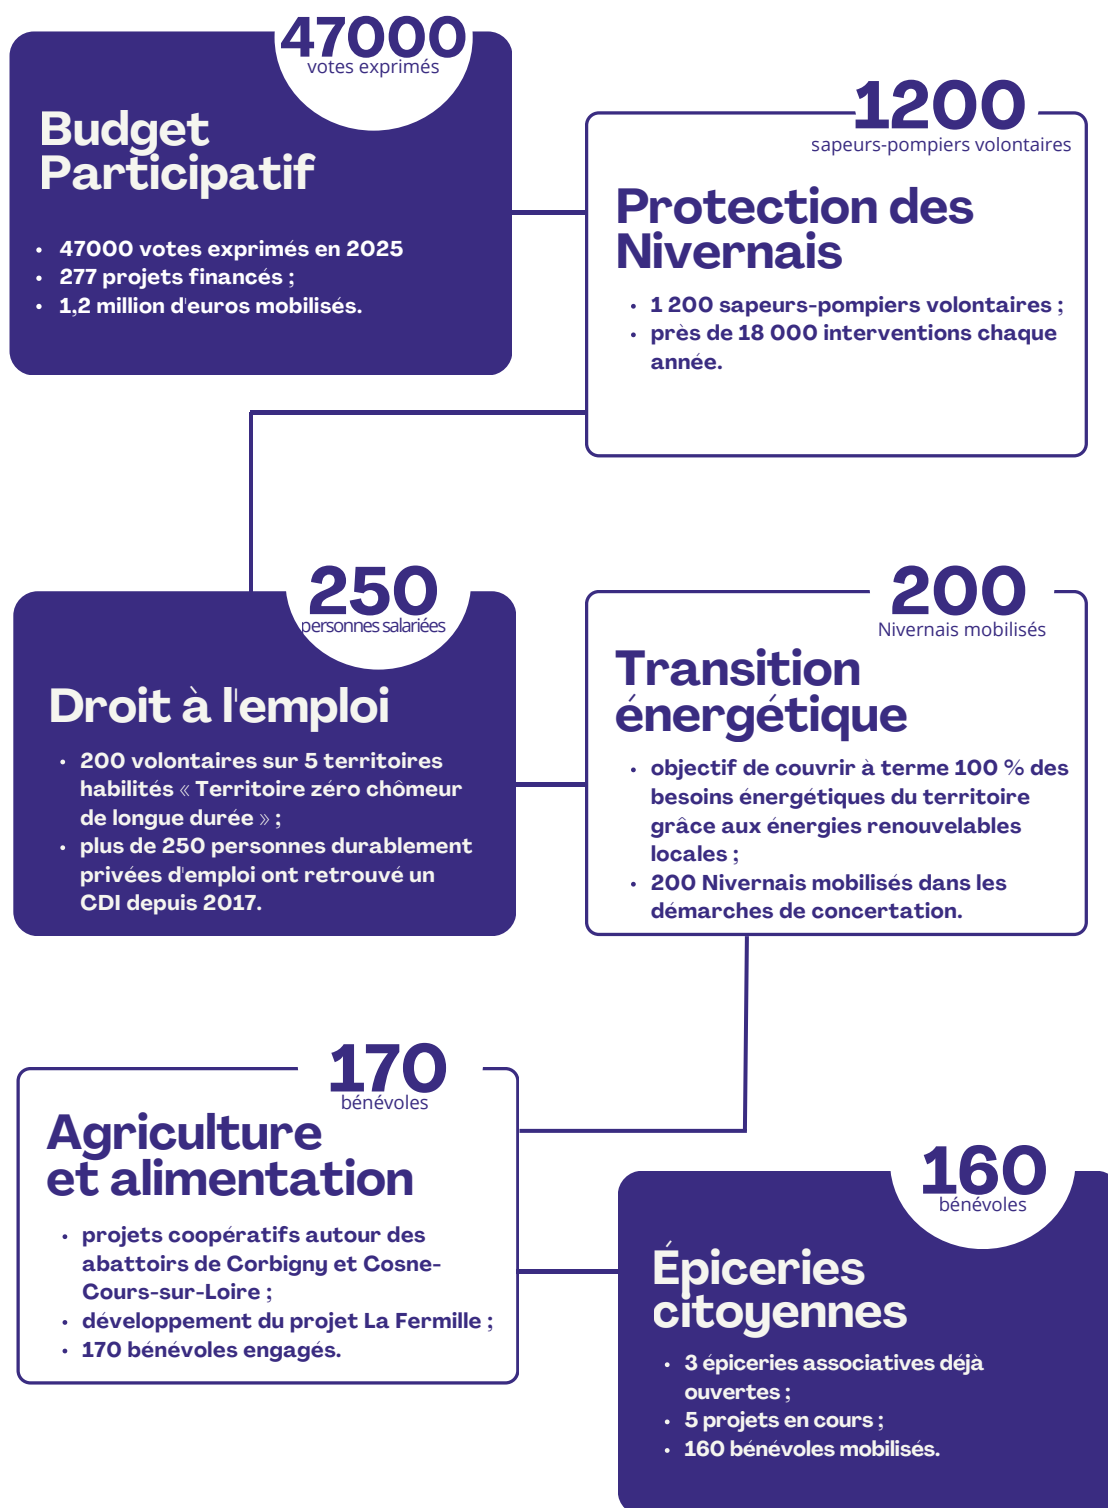 47000
votes exprimés
Budget
Participatif
• 47000 votes exprimés en 2025
• 277 projets financés ;
• 1,2 million d'euros mobilisés.
1200
sapeurs-pompiers volontaires
Protection des
Nivernais
• 1 200 sapeurs-pompiers volontaires ;
• près de 18 000 interventions chaque
année.
250
personnes salariées
Droit à l'emploi
• 200 volontaires sur 5 territoires
habilités « Territoire zéro chômeur
de longue durée » ;
• plus de 250 personnes durablement
privées d'emploi ont retrouvé un
CDI depuis 2017.
200
Nivernais mobilisés
Transition
énergétique
• objectif de couvrir à terme 100 % des
besoins énergétiques du territoire
grâce aux énergies renouvelables
locales ;
• 200 Nivernais mobilisés dans les
démarches de concertation.
170
bénévoles
Agriculture
et alimentation
• projets coopératifs autour des
abattoirs de Corbigny et Cosne-
Cours-sur-Loire ;
• développement du projet La Fermille ;
• 170 bénévoles engagés.
160
bénévoles
Épiceries
citoyennes
• 3 épiceries associatives déjà
ouvertes ;
• 5 projets en cours ;
• 160 bénévoles mobilisés.